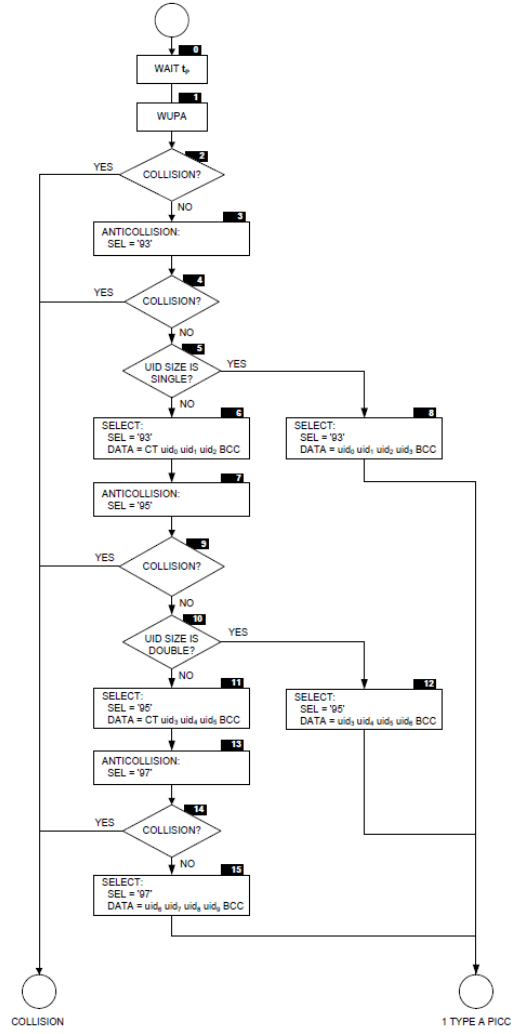 0
WAIT tₚ
1
WUPA
2
YES
COLLISION?
NO
3
ANTICOLLISION:
SEL = '93'
4
YES
COLLISION?
NO
5
UID SIZE IS
SINGLE?
YES
NO
6
SELECT:
SEL = '93'
DATA = CT uid₀ uid₁ uid₂ BCC
8
SELECT:
SEL = '93'
DATA = uid₀ uid₁ uid₂ uid₃ BCC
7
ANTICOLLISION:
SEL = '95'
9
YES
COLLISION?
NO
10
UID SIZE IS
DOUBLE?
YES
NO
11
SELECT:
SEL = '95'
DATA = CT uid₃ uid₄ uid₅ BCC
12
SELECT:
SEL = '95'
DATA = uid₃ uid₄ uid₅ uid₆ BCC
13
ANTICOLLISION:
SEL = '97'
14
YES
COLLISION?
NO
15
SELECT:
SEL = '97'
DATA = uid₆ uid₇ uid₈ uid₉ BCC
COLLISION
1 TYPE A PICC